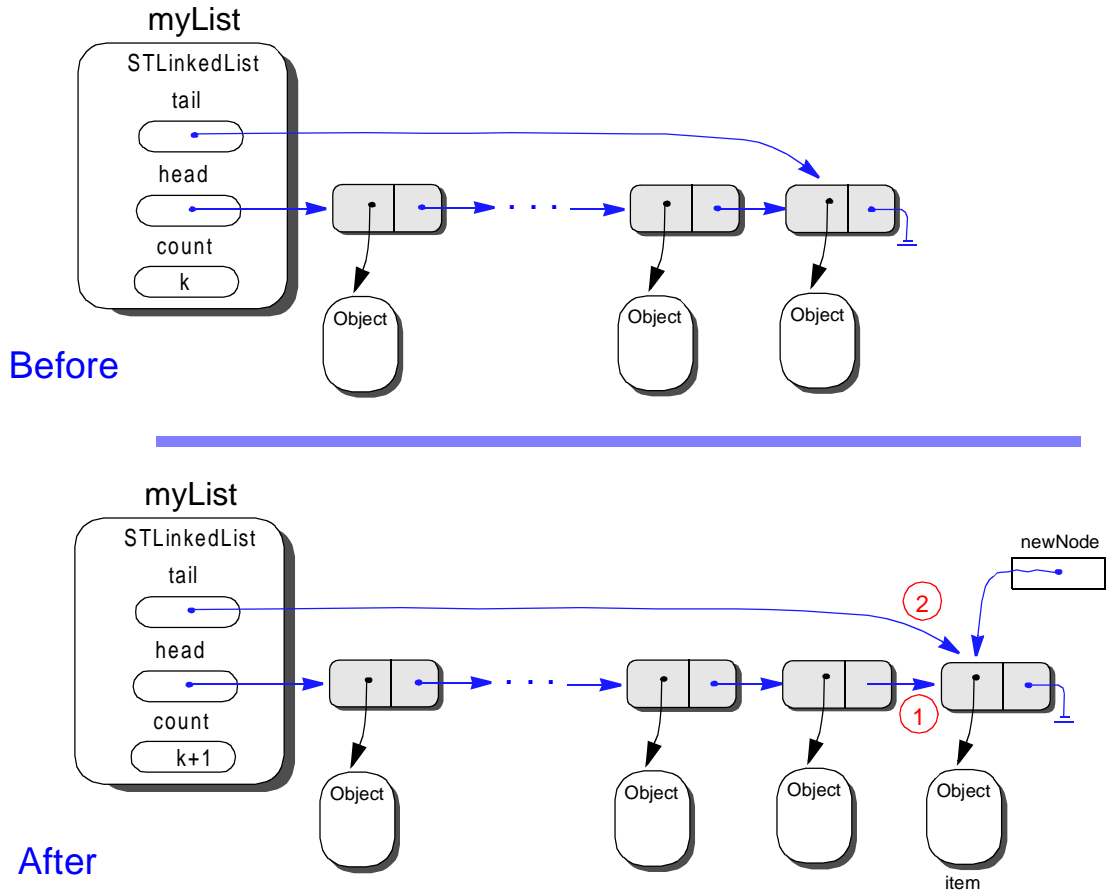 myList
STLinkedList
tail
head
. . .
count
k
Object
Object
Object
Before
myList
STLinkedList
newNode
tail
2
head
. . .
1
count
k+1
Object
Object
Object
Object
After
item